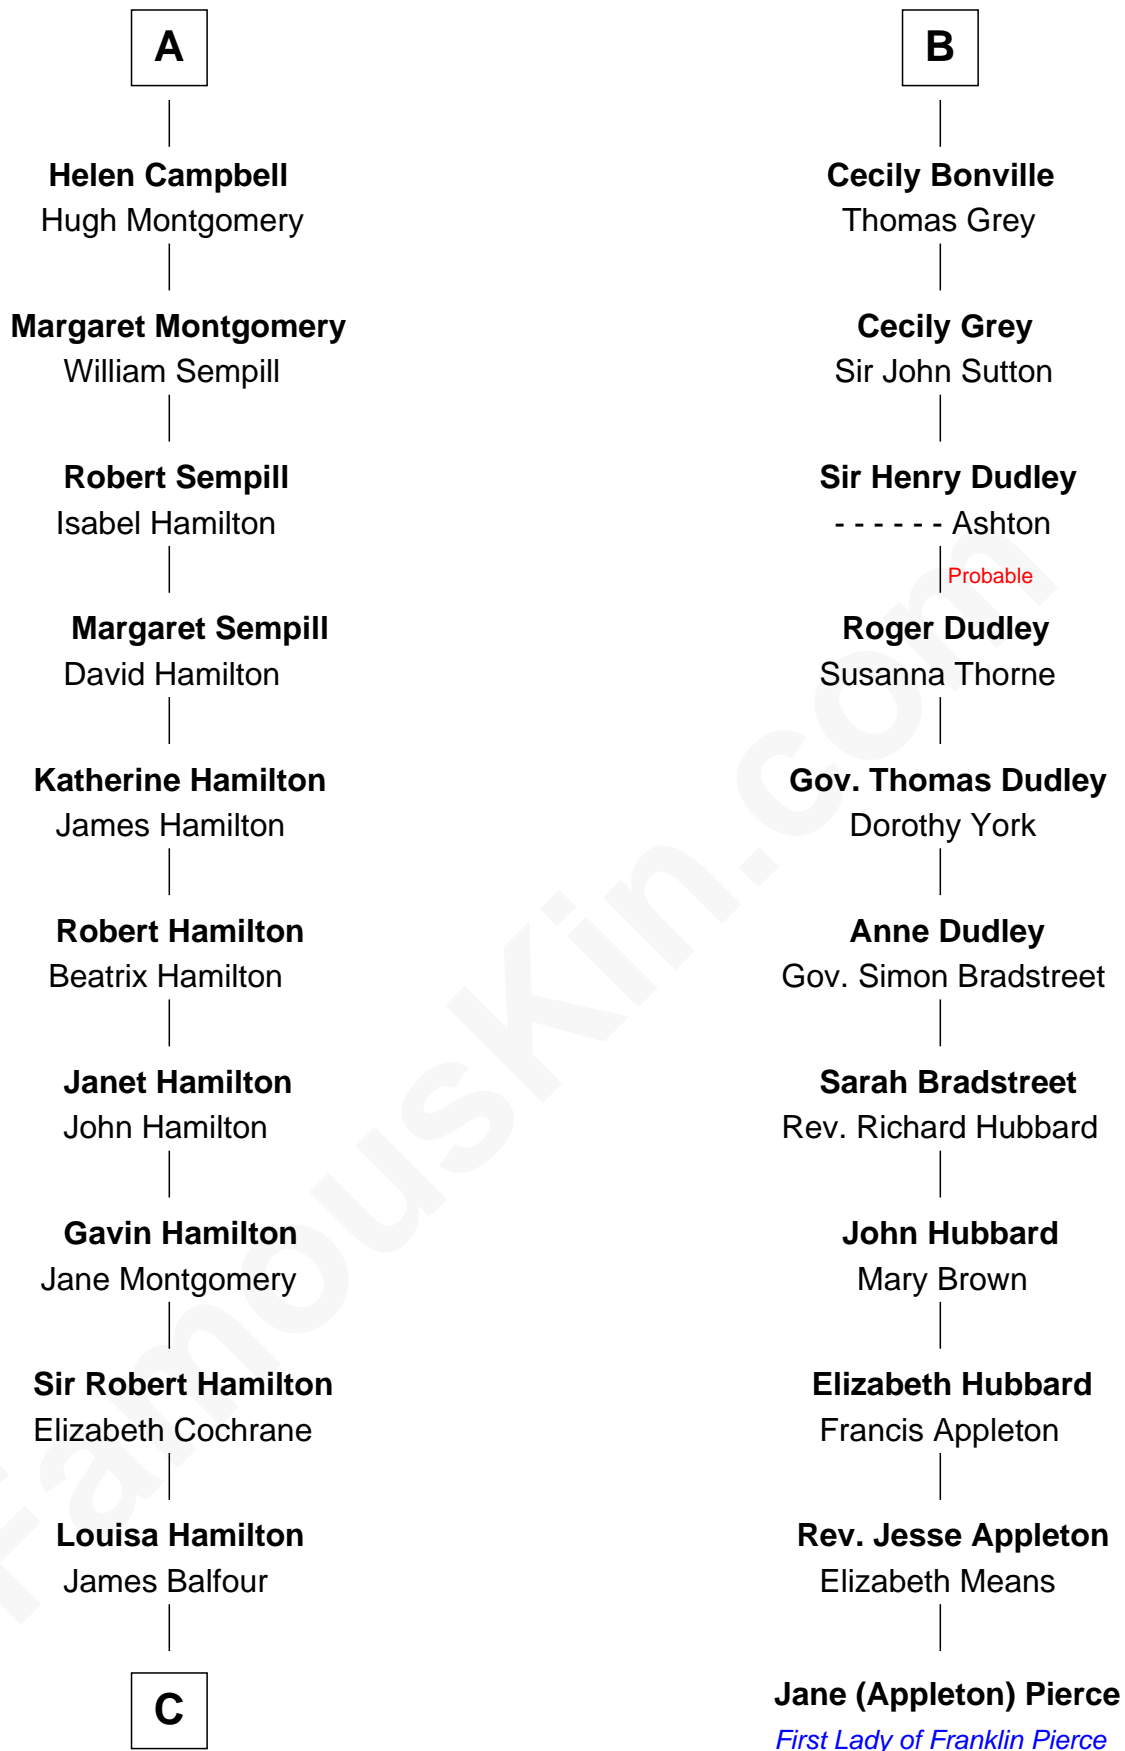 A
Helen Campbell
Hugh Montgomery
Margaret Montgomery
William Sempill
Robert Sempill
Isabel Hamilton
Margaret Sempill
David Hamilton
Katherine Hamilton
James Hamilton
Robert Hamilton
Beatrix Hamilton
Janet Hamilton
John Hamilton
Gavin Hamilton
Jane Montgomery
Sir Robert Hamilton
Elizabeth Cochrane
Louisa Hamilton
James Balfour
C
B
Cecily Bonville
Thomas Grey
Cecily Grey
Sir John Sutton
Sir Henry Dudley
- - - - - - Ashton
Probable
Roger Dudley
Susanna Thorne
Gov. Thomas Dudley
Dorothy York
Anne Dudley
Gov. Simon Bradstreet
Sarah Bradstreet
Rev. Richard Hubbard
John Hubbard
Mary Brown
Elizabeth Hubbard
Francis Appleton
Rev. Jesse Appleton
Elizabeth Means
Jane (Appleton) Pierce
First Lady of Franklin Pierce
FamousKin.com